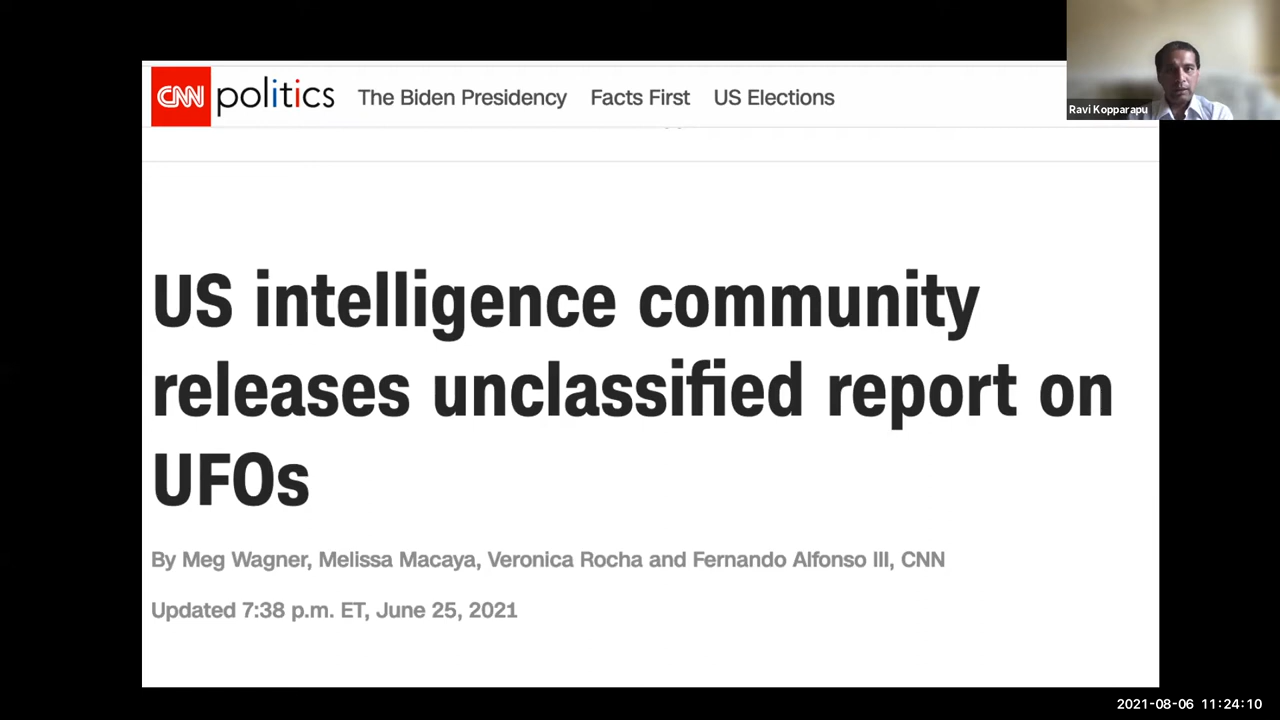 CNN politics The Biden Presidency Facts First US Elections
Ravi Kopparapu
US intelligence community
releases unclassified report on
UFOs
By Meg Wagner, Melissa Macaya, Veronica Rocha and Fernando Alfonso III, CNN
Updated 7:38 p.m. ET, June 25, 2021
2021-08-06 11:24:10